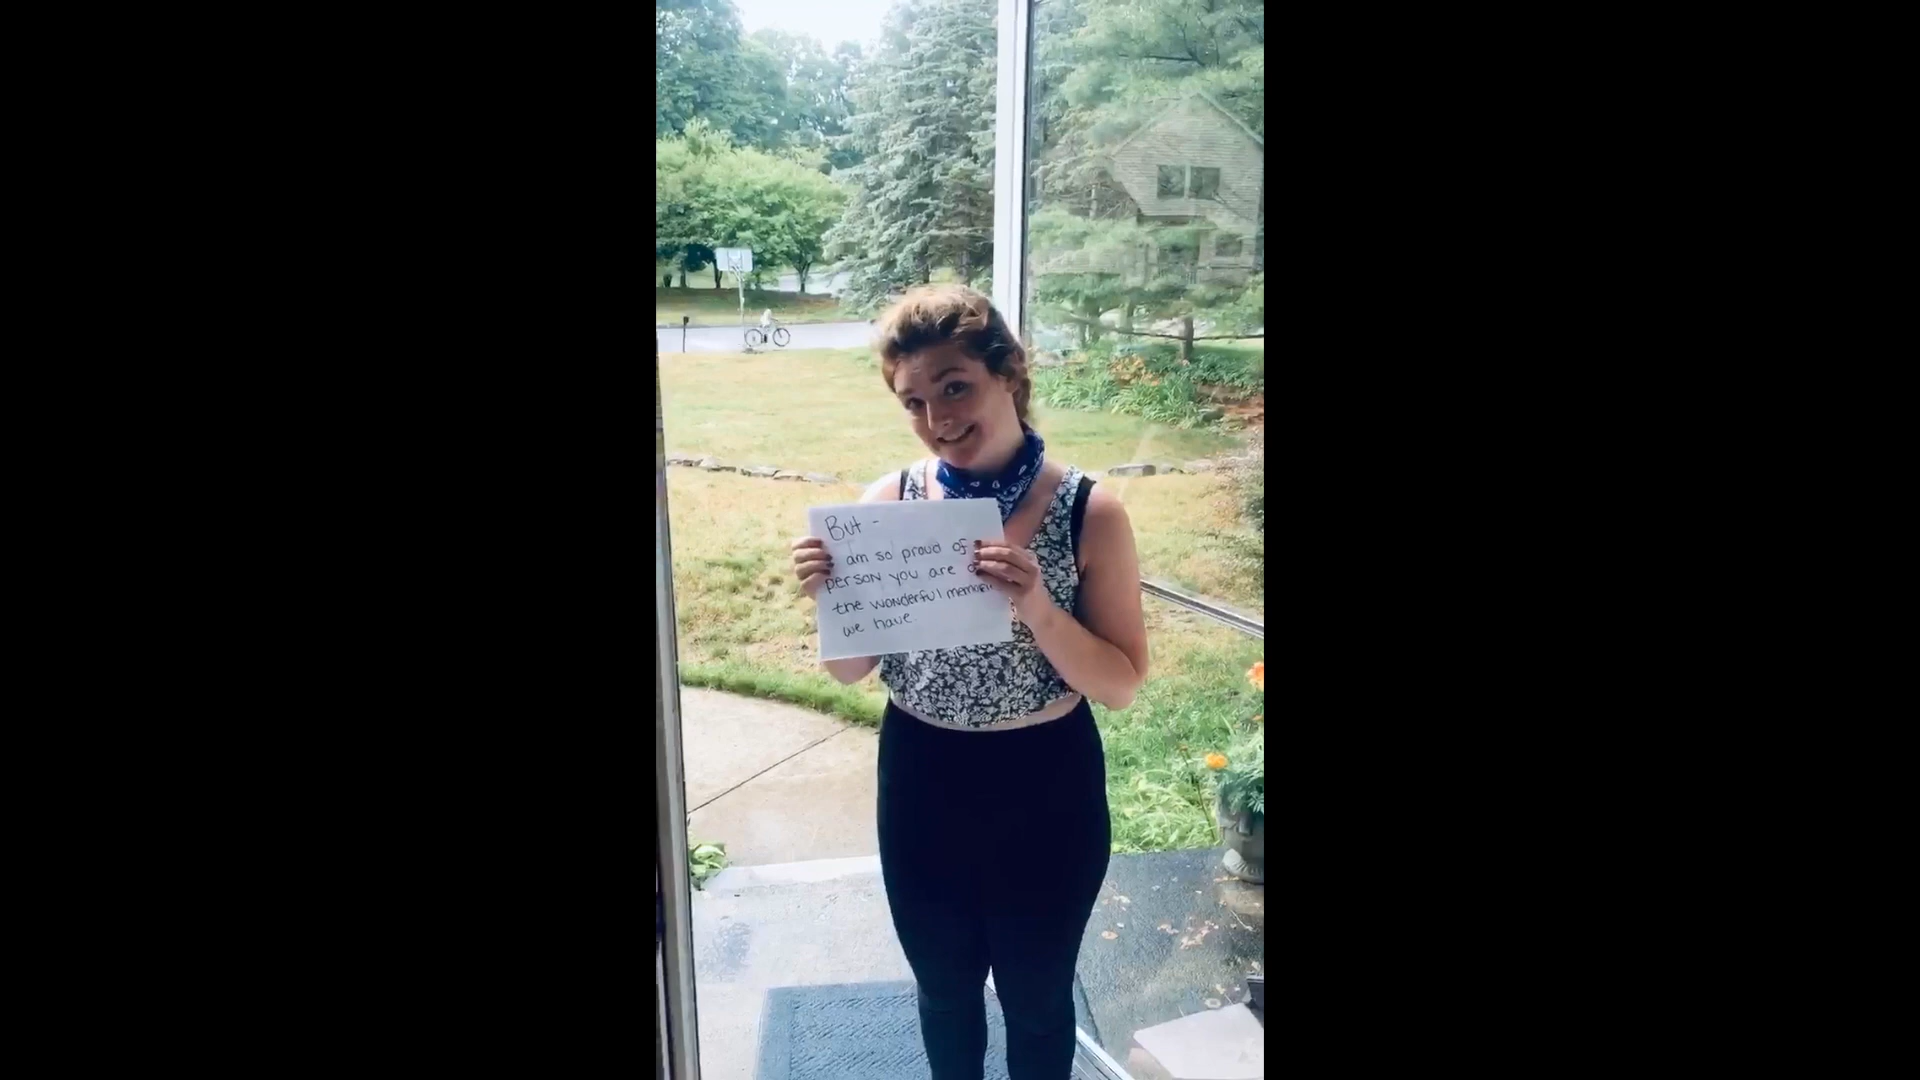 But -
am so proud of
person you are
the wonderful
we have.